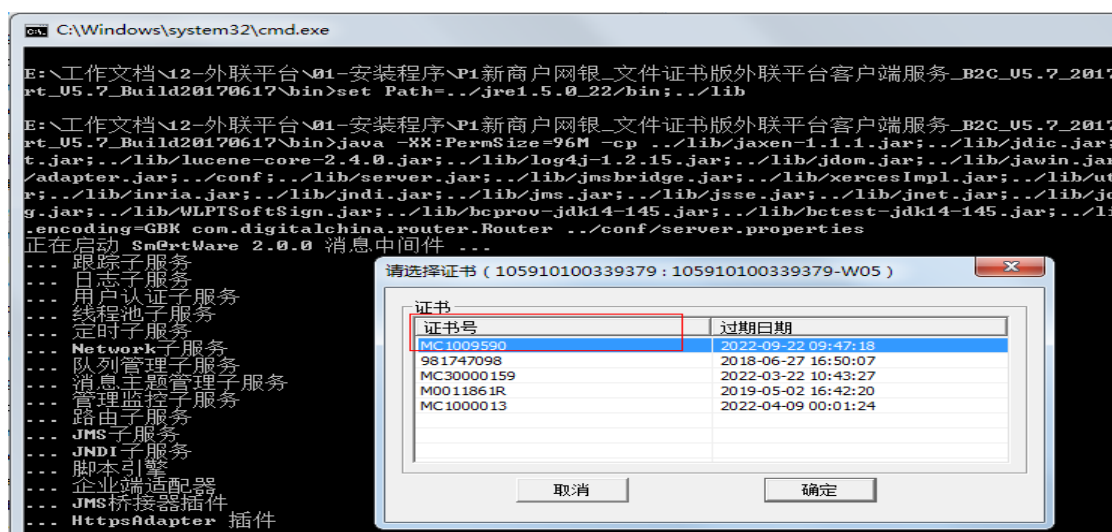 C:\Windows\system32\cmd.exe
E:\工作文档\12-外联平台\01-安装程序\P1新商户网银_文件证书版外联平台客户端服务_B2C_V5.7_2017
rt_V5.7_Build20170617\bin>set Path=../jre1.5.0_22/bin;../lib
E:\工作文档\12-外联平台\01-安装程序\P1新商户网银_文件证书版外联平台客户端服务_B2C_V5.7_2017
rt_V5.7_Build20170617\bin>java -XX:PermSize=96M -cp ../lib/jaxen-1.1.1.jar;../lib/jdic.jar;
t.jar;../lib/lucene-core-2.4.0.jar;../lib/log4j-1.2.15.jar;../lib/jdom.jar;../lib/jawin.jar
/adapter.jar;../conf;../lib/server.jar;../lib/jmsbridge.jar;../lib/xercesImpl.jar;../lib/ut
r;../lib/inria.jar;../lib/jndi.jar;../lib/jms.jar;../lib/jsse.jar;../lib/jnet.jar;../lib/jc
g.jar;../lib/WLPTSoftSign.jar;../lib/bcprov-jdk14-145.jar;../lib/bctest-jdk14-145.jar;../li
.encoding=GBK com.digitalchina.router.Router ../conf/server.properties
正在启动 Sm@rtWare 2.0.0 消息中间件 ...
... 跟踪子服务
... 日志子服务
... 用户认证子服务
... 线程池子服务
... 定时子服务
... Network子服务
... 队列管理子服务
... 消息主题管理子服务
... 管理监控子服务
... 路由子服务
... JMS子服务
... JNDI子服务
... 脚本引擎
... 企业端适配器
... JMS桥接器插件
... HttpsAdapter 插件
请选择证书（105910100339379：105910100339379-W05）
证书
证书号 过期日期
MC1009590 2022-09-22 09:47:18
981747098 2018-06-27 16:50:07
MC30000159 2022-03-22 10:43:27
M0011861R 2019-05-02 16:42:20
MC1000013 2022-04-09 00:01:24
取消 确定